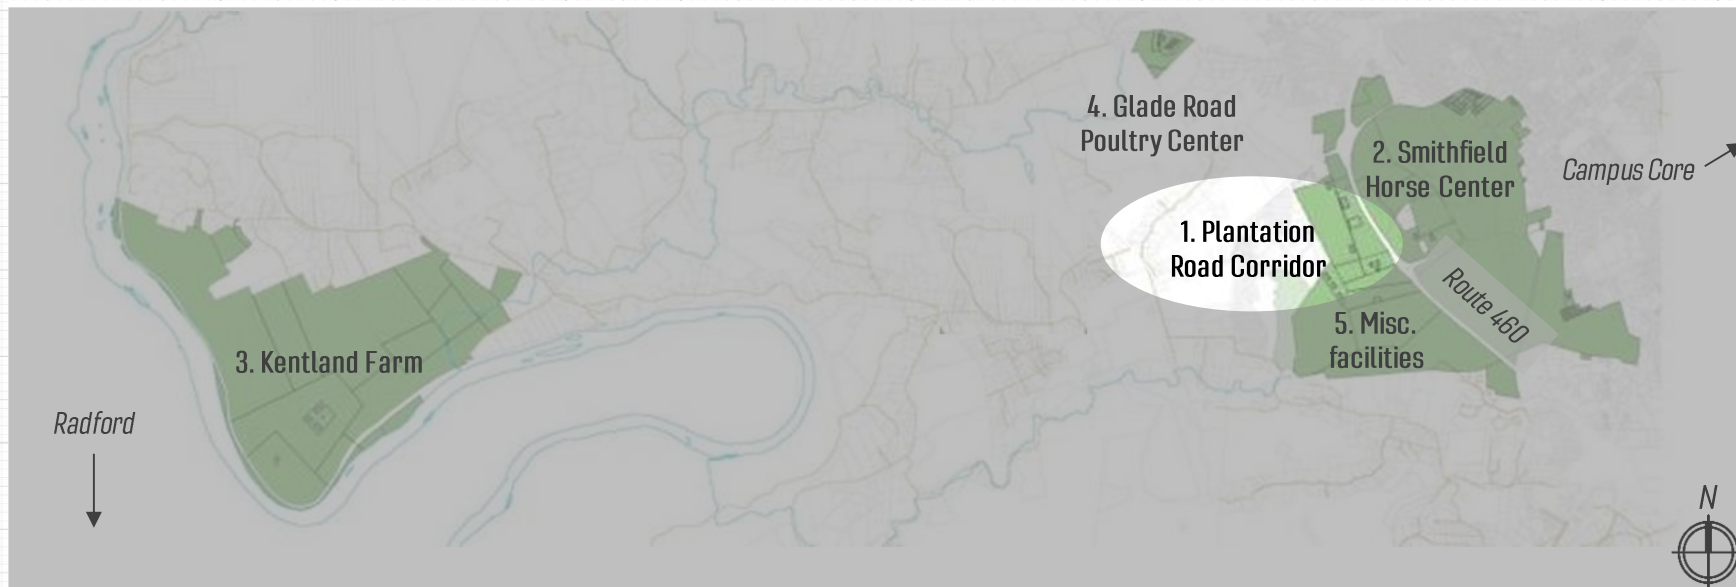 4. Glade Road
Poultry Center
2. Smithfield
Horse Center
Campus Core
1. Plantation
Road Corridor
Route 460
5. Misc.
facilities
3. Kentland Farm
Radford
N